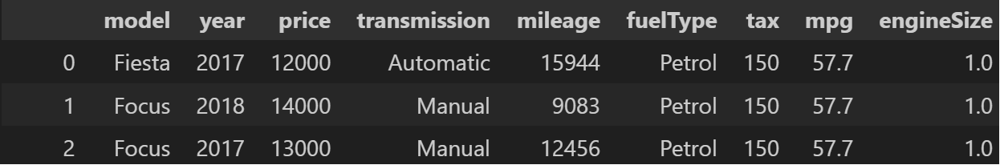 model year price transmission mileage fuelType tax mpg engineSize
0 Fiesta 2017 12000 Automatic 15944 Petrol 150 57.7 1.0
1 Focus 2018 14000 Manual 9083 Petrol 150 57.7 1.0
2 Focus 2017 13000 Manual 12456 Petrol 150 57.7 1.0